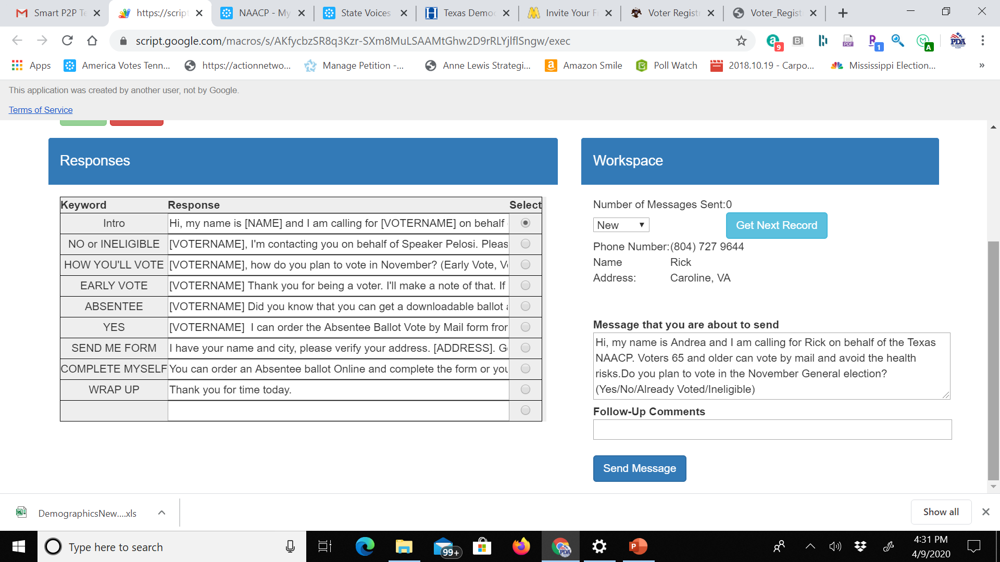 Smart P2P Te
https://script
NAACP - My
State Voices
Texas Democ
Invite Your F
Voter Registr
Voter_Regist
script.google.com/macros/s/AKfycbzSR8q3Kzr-SXm8MuLSAAMtGhw2D9rRLYjlflSngw/exec
9
1
A
PDA
Apps
America Votes Tenn...
https://actionnetwo...
Manage Petition -...
Anne Lewis Strategi...
Amazon Smile
Poll Watch
2018.10.19 - Carpo...
Mississippi Election...
»
This application was created by another user, not by Google.
Terms of Service
Responses
Keyword Response Select
Intro Hi, my name is [NAME] and I am calling for [VOTERNAME] on behalf
NO or INELIGIBLE [VOTERNAME], I'm contacting you on behalf of Speaker Pelosi. Pleas
HOW YOU'LL VOTE [VOTERNAME], how do you plan to vote in November? (Early Vote, V
EARLY VOTE [VOTERNAME] Thank you for being a voter. I'll make a note of that. If
ABSENTEE [VOTERNAME] Did you know that you can get a downloadable ballot
YES [VOTERNAME] I can order the Absentee Ballot Vote by Mail form fror
SEND ME FORM I have your name and city, please verify your address. [ADDRESS]. G
COMPLETE MYSELF You can order an Absentee ballot Online and complete the form or you
WRAP UP Thank you for time today.
Workspace
Number of Messages Sent:0
New
Get Next Record
Phone Number:(804) 727 9644
Name Rick
Address: Caroline, VA
Message that you are about to send
Hi, my name is Andrea and I am calling for Rick on behalf of the Texas
NAACP. Voters 65 and older can vote by mail and avoid the health
risks.Do you plan to vote in the November General election?
(Yes/No/Already Voted/Ineligible)
Follow-Up Comments
Send Message
DemographicsNew....xls
Show all
Type here to search
99+
4:31 PM
4/9/2020